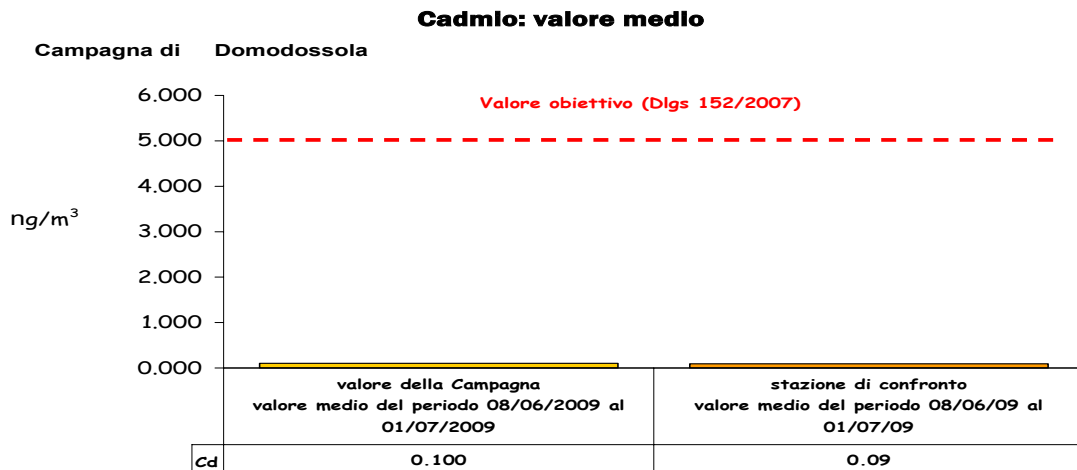 Cadmio: valore medio
Campagna di Domodossola
6.000
Valore obiettivo (Dlgs 152/2007)
5.000
4.000
ng/m³
3.000
2.000
1.000
0.000
valore della Campagna
valore medio del periodo 08/06/2009 al
01/07/2009
stazione di confronto
valore medio del periodo 08/06/09 al
01/07/09
Cd 0.100 0.09